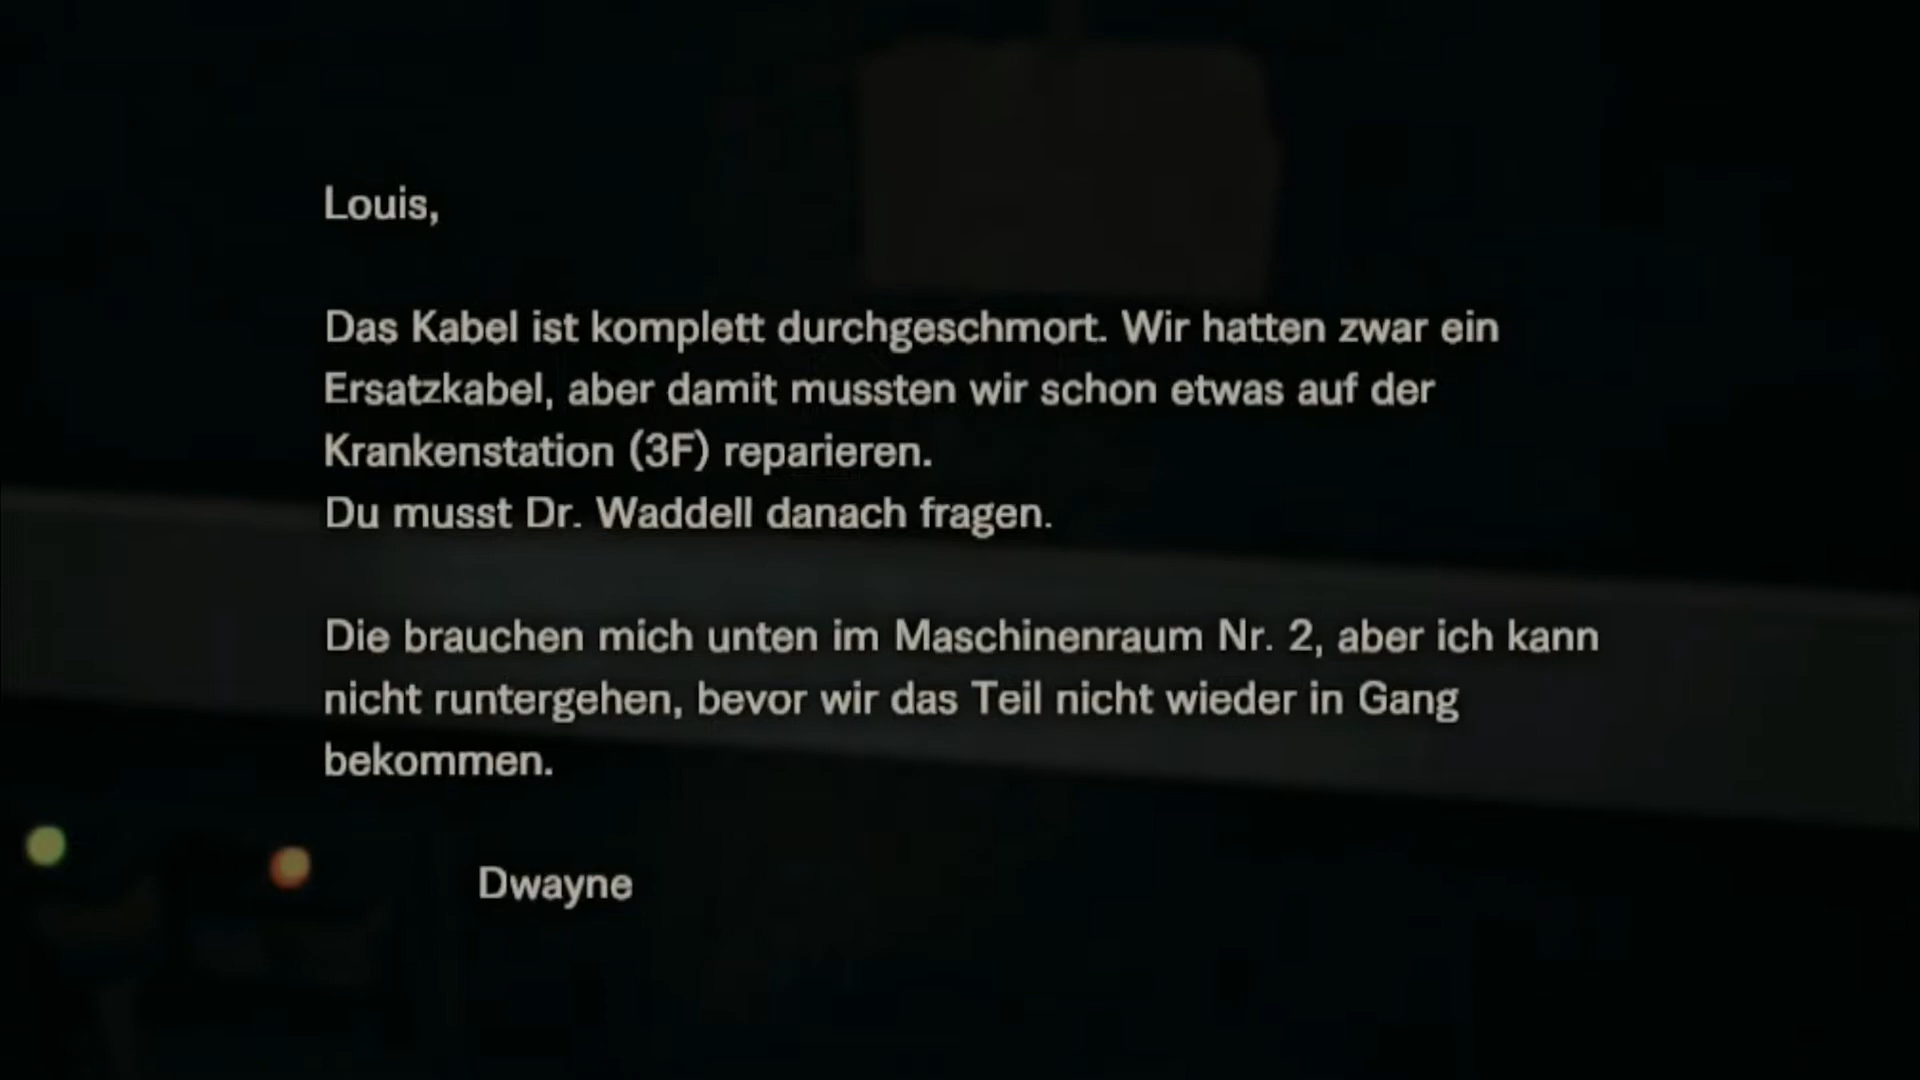 Louis,
Das Kabel ist komplett durchgeschmort. Wir hatten zwar ein
Ersatzkabel, aber damit mussten wir schon etwas auf der
Krankenstation (3F) reparieren.
Du musst Dr. Waddell danach fragen.
Die brauchen mich unten im Maschinenraum Nr. 2, aber ich kann
nicht runtergehen, bevor wir das Teil nicht wieder in Gang
bekommen.
Dwayne